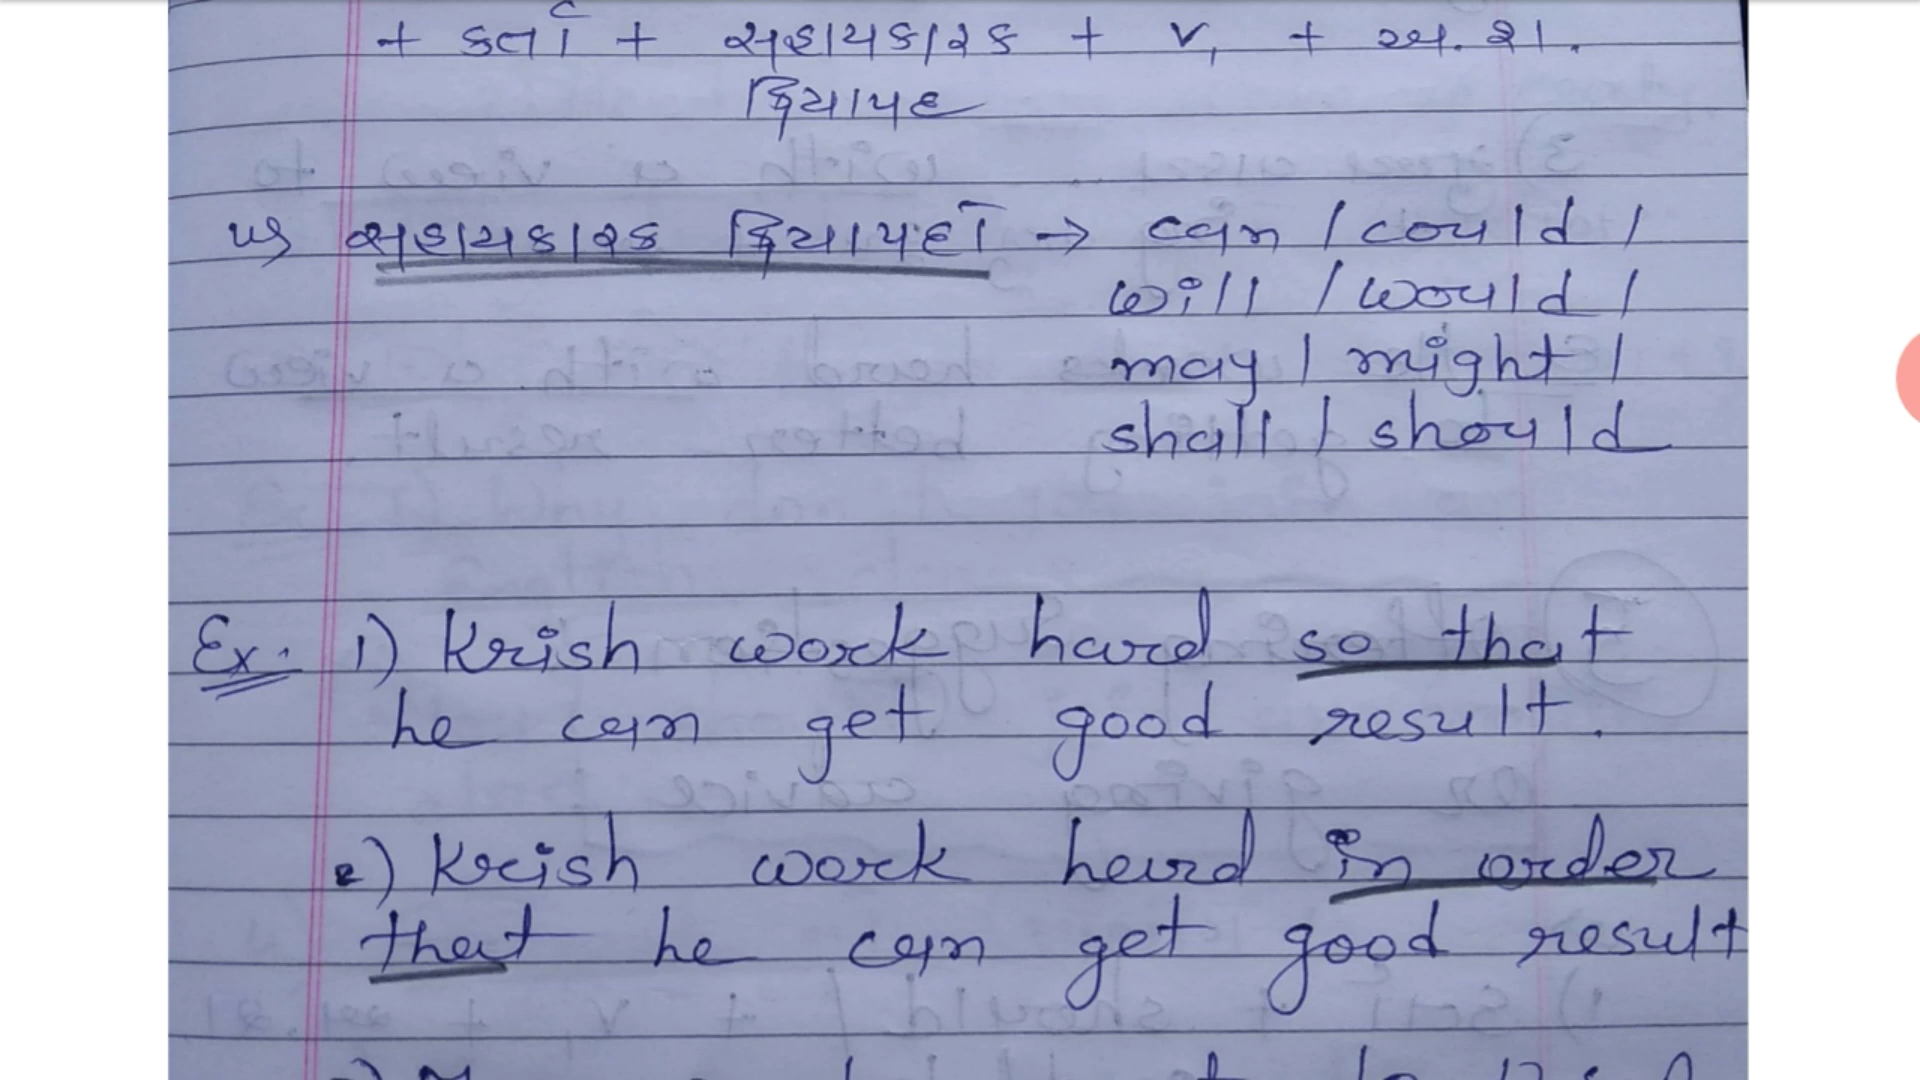 + કર્તા + સહાયકારક + V₁ + અ. શ.
ક્રિયાપદ
સહાયકારક ક્રિયાપદો → can / could /
will / would /
may / might /
shall / should
Ex: 1) Krish work hard so that
he can get good result.
2) Krish work hard in order
that he can get good result